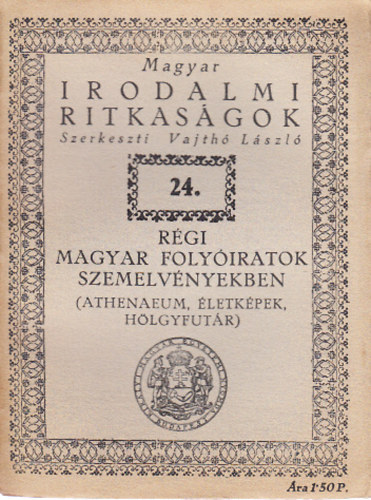 Magyar
IRODALMI
RITKASÁGOK
Szerkeszti Vajthó László
24.
RÉGI
MAGYAR FOLYÓIRATOK
SZEMELVÉNYEKBEN
(ATHENAEUM, ÉLETKÉPEK,
HÖLGYFUTÁR)
Ára 1·50 P.